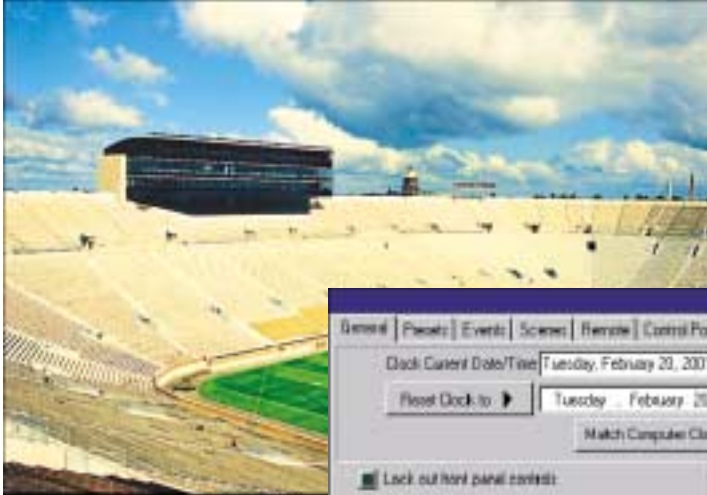 General Presets Events Scenes Remote Control Po
Clock Current Date/Time Tuesday, February 20, 2001
Reset Clock to Tuesday , February 20
Match Computer Clo
Lock out front panel controls